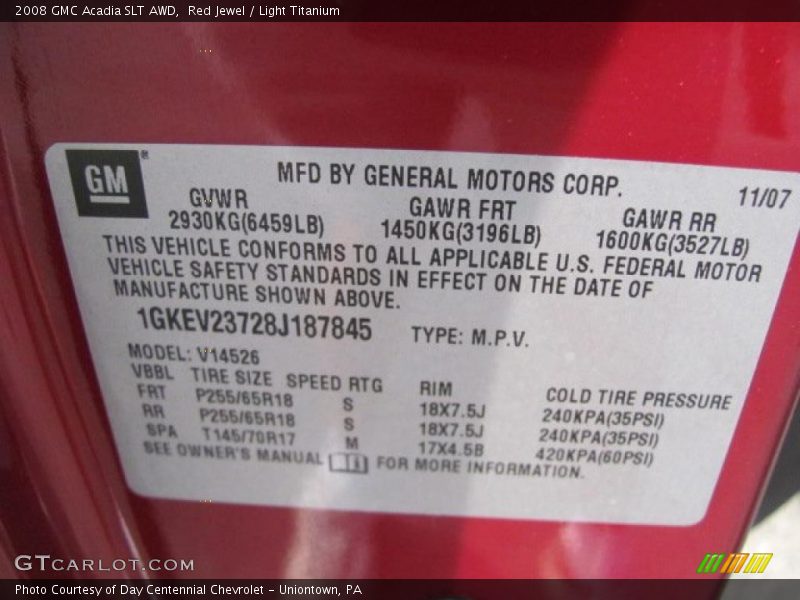 2008 GMC Acadia SLT AWD, Red Jewel / Light Titanium
GM®
MFD BY GENERAL MOTORS CORP.
11/07
GVWR GAWR FRT GAWR RR
2930KG(6459LB) 1450KG(3196LB) 1600KG(3527LB)
THIS VEHICLE CONFORMS TO ALL APPLICABLE U.S. FEDERAL MOTOR
VEHICLE SAFETY STANDARDS IN EFFECT ON THE DATE OF
MANUFACTURE SHOWN ABOVE.
1GKEV23728J187845 TYPE: M.P.V.
MODEL: V14526
VBBL TIRE SIZE SPEED RTG RIM COLD TIRE PRESSURE
FRT P255/65R18 S 18X7.5J 240KPA(35PSI)
RR P255/65R18 S 18X7.5J 240KPA(35PSI)
SPA T145/70R17 M 17X4.5B 420KPA(60PSI)
SEE OWNER'S MANUAL FOR MORE INFORMATION.
GTCARLOT.COM
Photo Courtesy of Day Centennial Chevrolet - Uniontown, PA